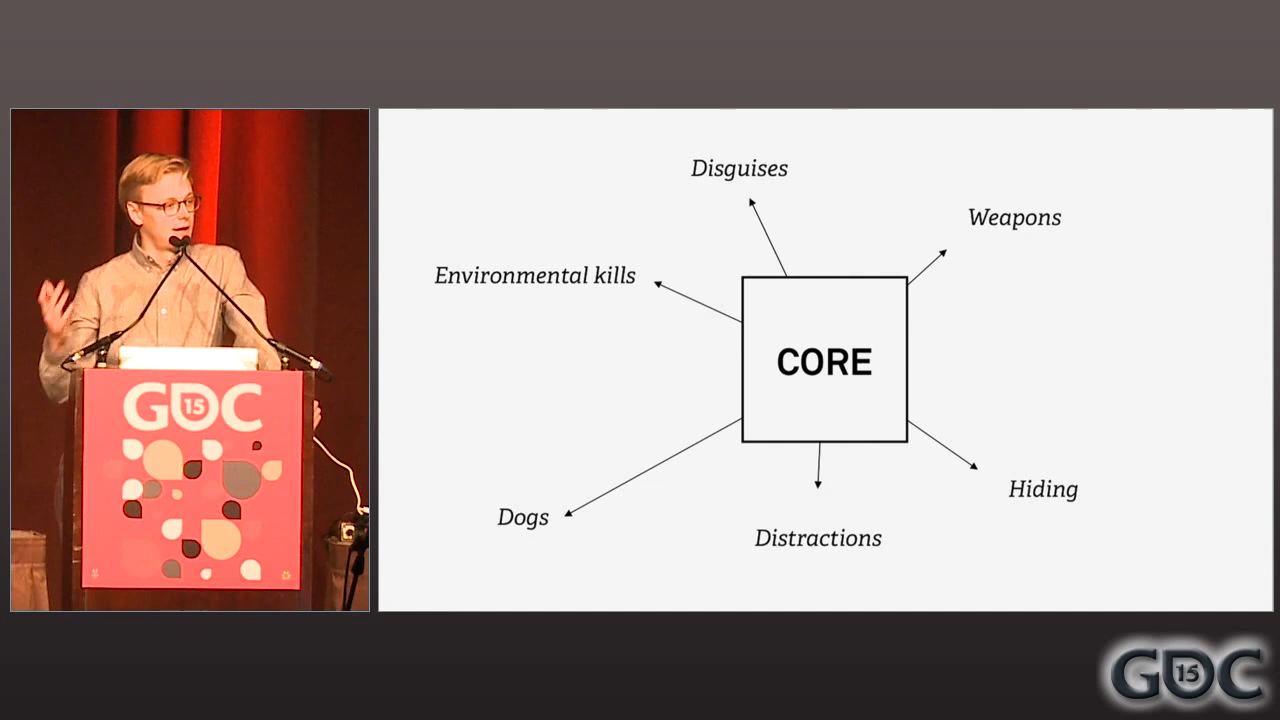 GDC
15
Disguises
Weapons
Environmental kills
CORE
Dogs
Hiding
Distractions
GDC
15